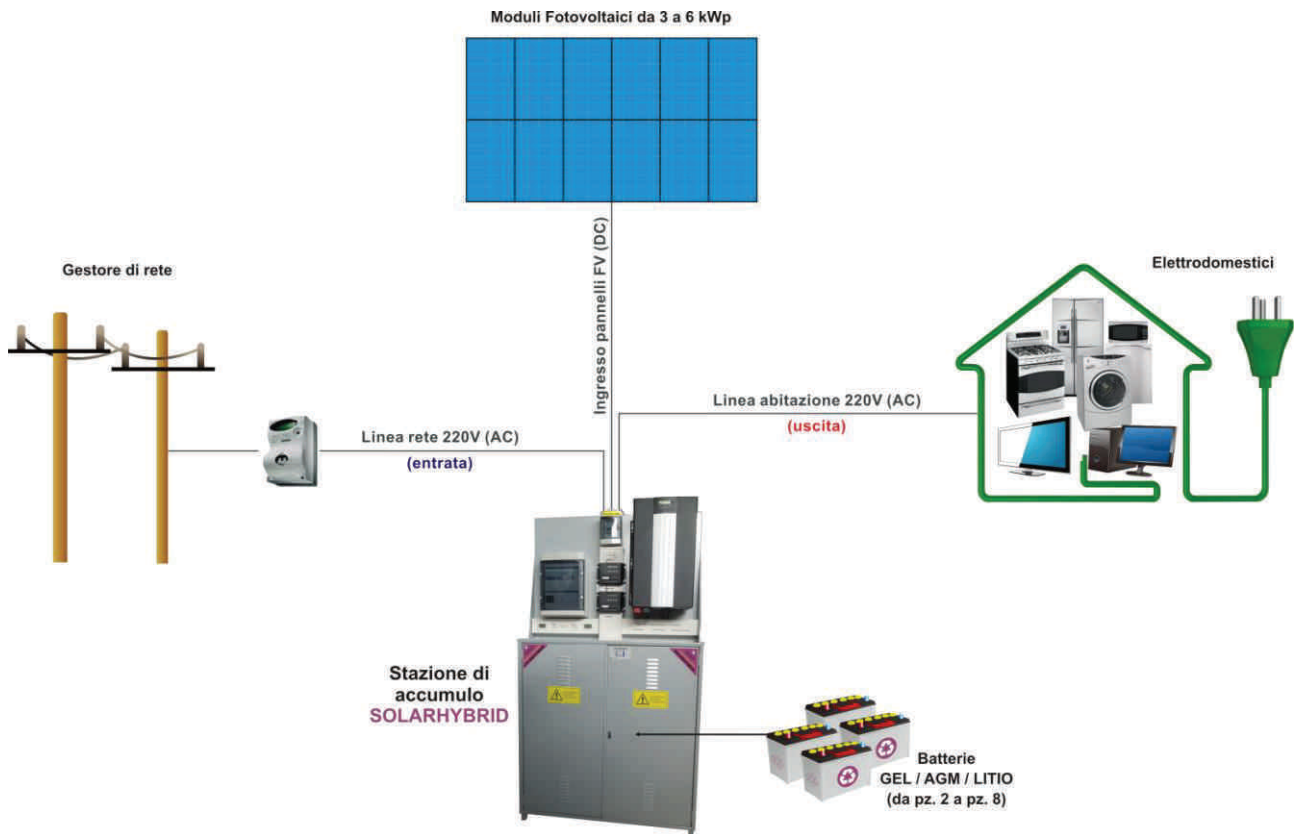 Moduli Fotovoltaici da 3 a 6 kWp
Gestore di rete
Ingresso pannelli FV (DC)
Elettrodomestici
Linea rete 220V (AC)
(entrata)
Linea abitazione 220V (AC)
(uscita)
Stazione di
accumulo
SOLARHYBRID
Batterie
GEL / AGM / LITIO
(da pz. 2 a pz. 8)